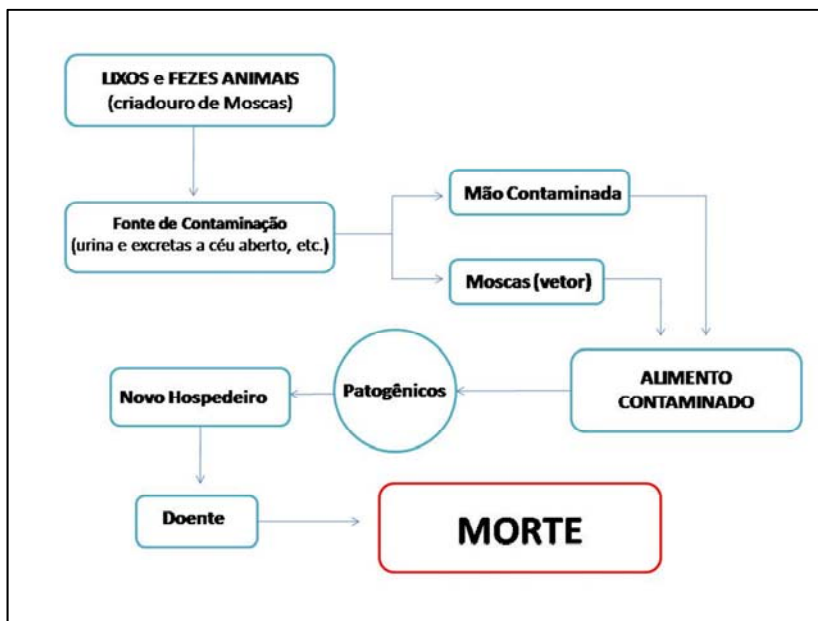 LIXOS e FEZES ANIMAIS
(criadouro de Moscas)
Fonte de Contaminação
(urina e excretas a céu aberto, etc.)
Mão Contaminada
Moscas (vetor)
ALIMENTO
CONTAMINADO
Patogênicos
Novo Hospedeiro
Doente
MORTE